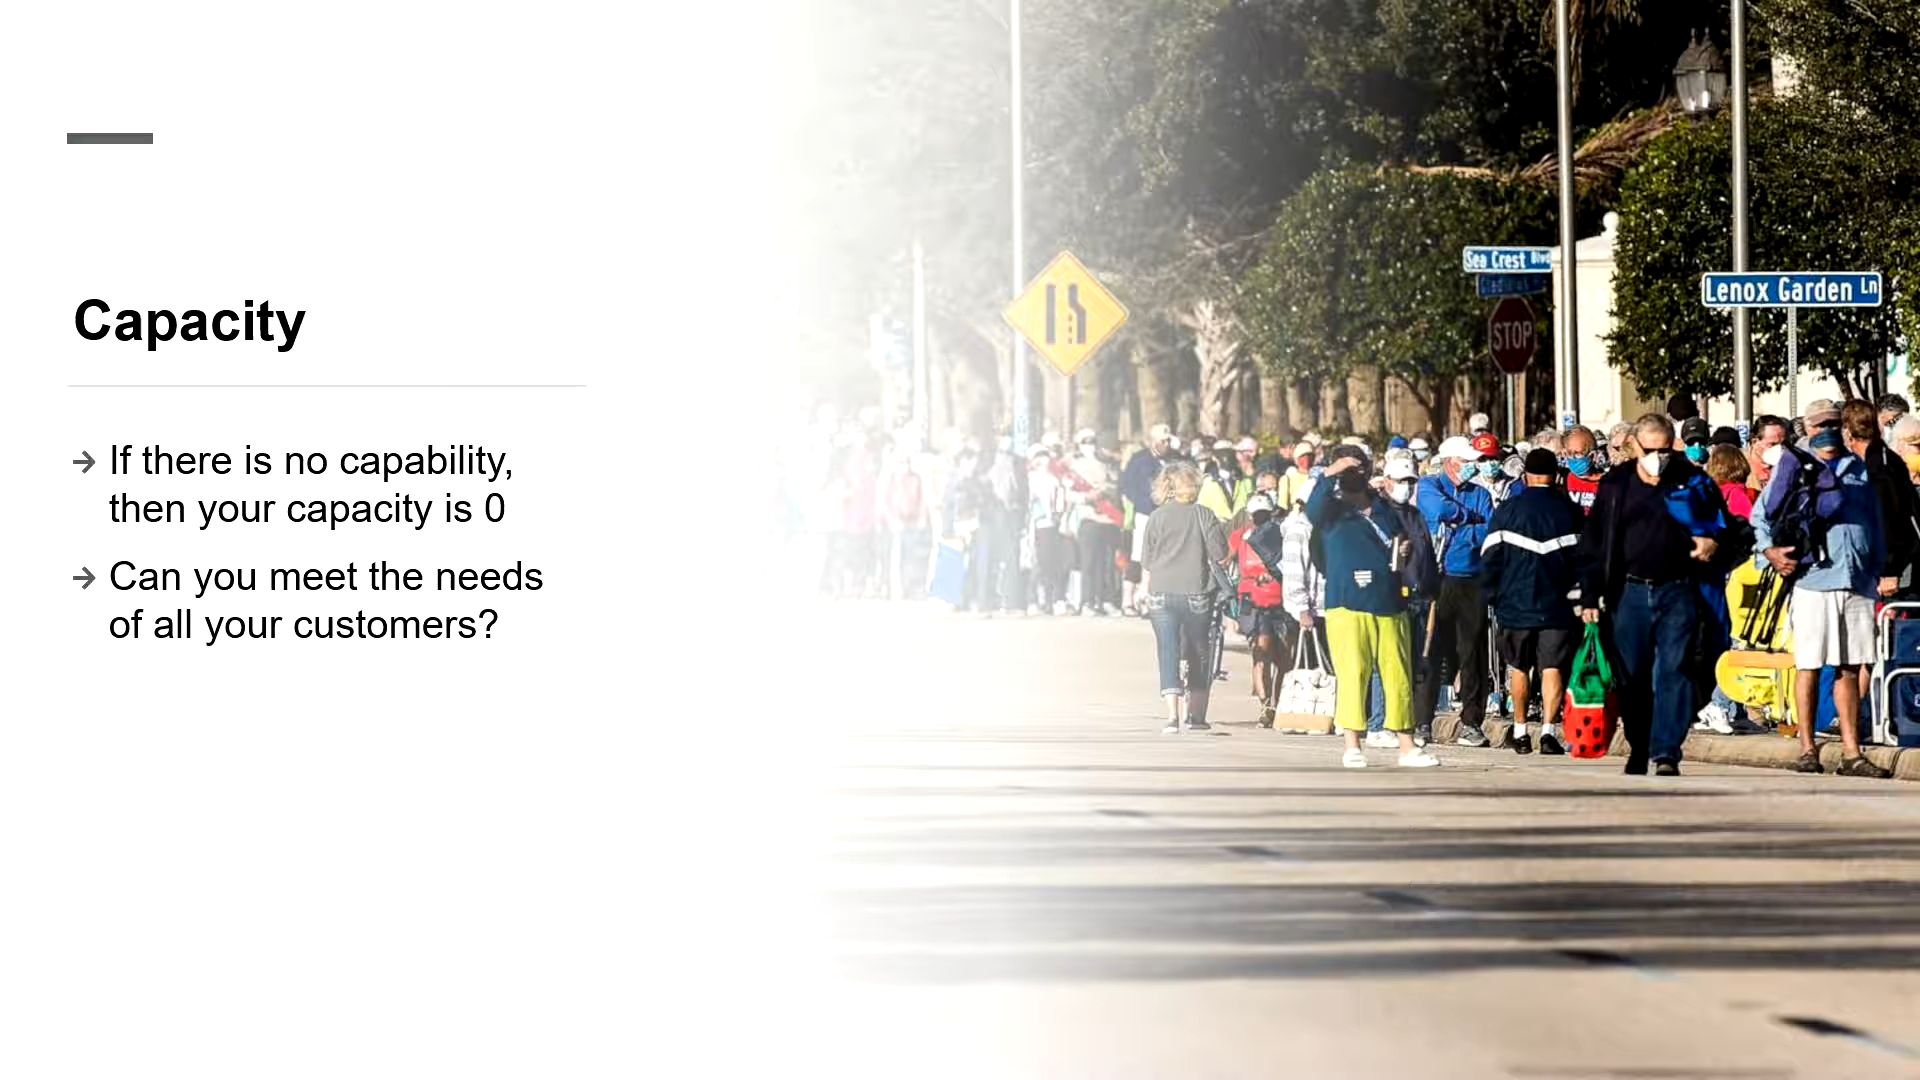 Capacity
If there is no capability,
then your capacity is 0
Can you meet the needs
of all your customers?
Sea Crest Blvd
STOP
Lenox Garden Ln